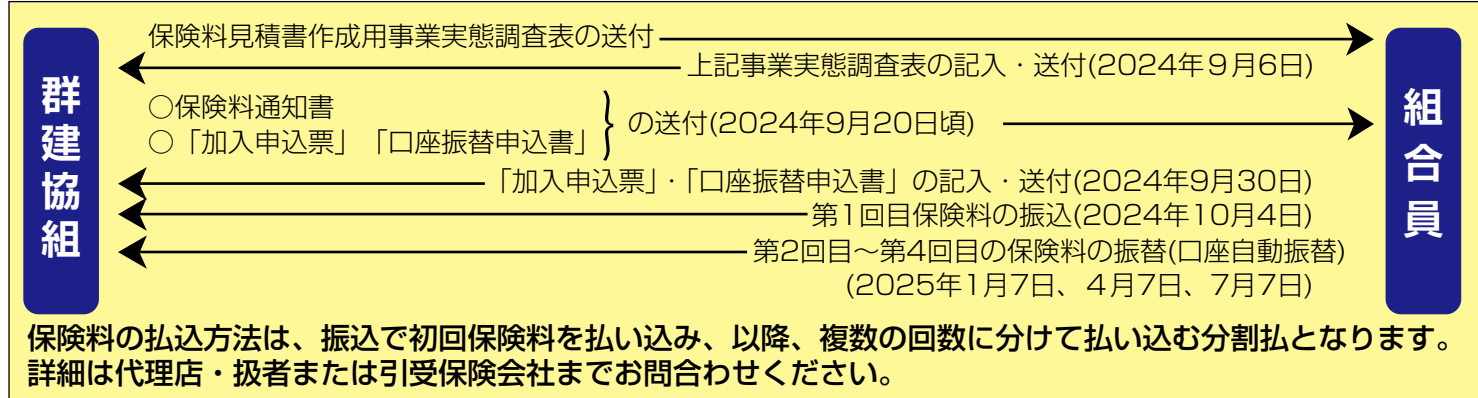 群建協組
保険料見積書作成用事業実態調査表の送付
上記事業実態調査表の記入・送付(2024年9月6日)
○保険料通知書
○「加入申込票」「口座振替申込書」
の送付(2024年9月20日頃)
「加入申込票」・「口座振替申込書」の記入・送付(2024年9月30日)
第1回目保険料の振込(2024年10月4日)
第2回目~第4回目の保険料の振替(口座自動振替)
(2025年1月7日、4月7日、7月7日)
組合員
保険料の払込方法は、振込で初回保険料を払い込み、以降、複数の回数に分けて払い込む分割払となります。
詳細は代理店・扱者または引受保険会社までお問合わせください。